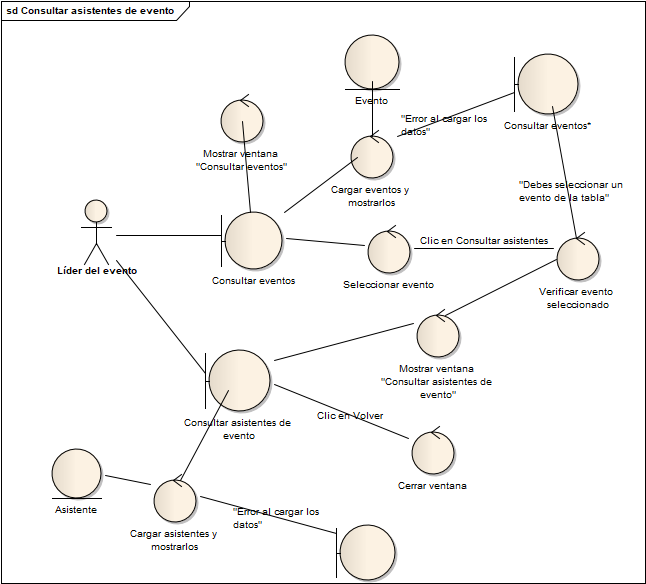 sd Consultar asistentes de evento
Evento
"Error al cargar los
datos"
Consultar eventos*
Mostrar ventana
"Consultar eventos"
Cargar eventos y
mostrarlos
"Debes seleccionar un
evento de la tabla"
Líder del evento
Consultar eventos
Clic en Consultar asistentes
Seleccionar evento
Verificar evento
seleccionado
Mostrar ventana
"Consultar asistentes de
evento"
Consultar asistentes de
evento
Clic en Volver
Cerrar ventana
Asistente
Cargar asistentes y
mostrarlos
"Error al cargar los
datos"